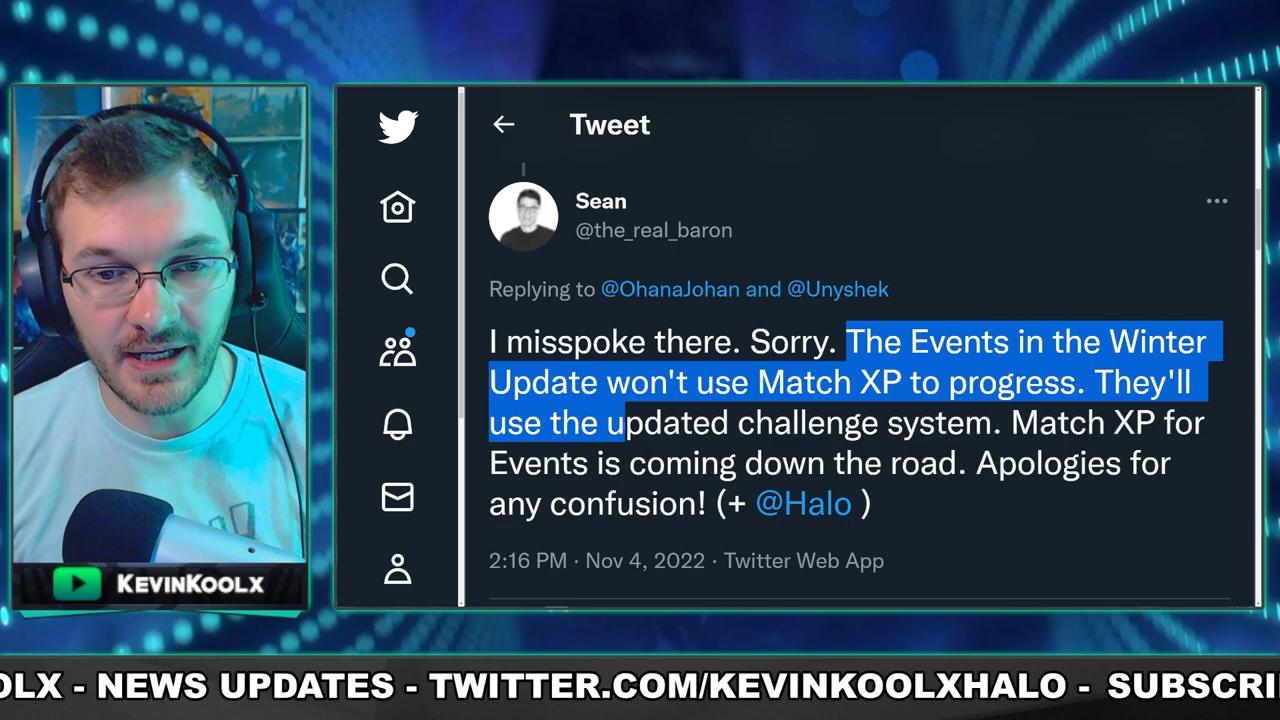 Tweet
Sean
@the_real_baron
Replying to @OhanaJohan and @Unyshek
I misspoke there. Sorry. The Events in the Winter
Update won't use Match XP to progress. They'll
use the updated challenge system. Match XP for
Events is coming down the road. Apologies for
any confusion! (+ @Halo )
2:16 PM · Nov 4, 2022 · Twitter Web App
KEVINKOOLX
OLX - NEWS UPDATES - TWITTER.COM/KEVINKOOLXHALO - SUBSCRI